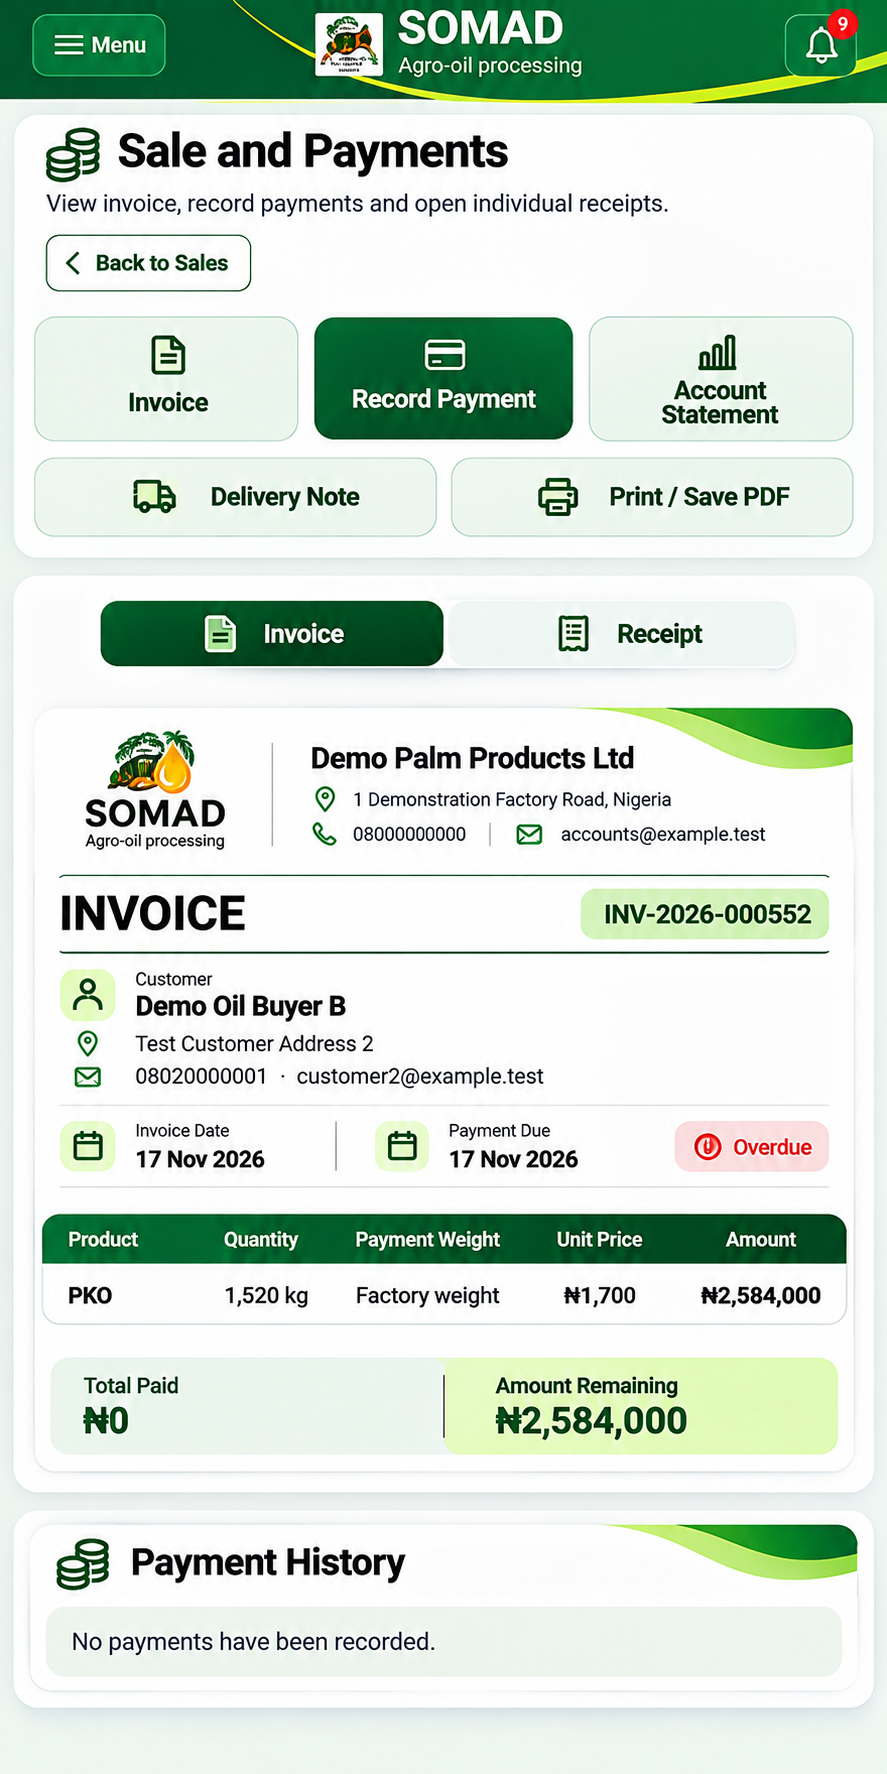 Menu
SOMAD
Agro-oil processing
9
Sale and Payments
View invoice, record payments and open individual receipts.
Back to Sales
Invoice
Record Payment
Account
Statement
Delivery Note
Print / Save PDF
Invoice
Receipt
SOMAD
Agro-oil processing
Demo Palm Products Ltd
1 Demonstration Factory Road, Nigeria
08000000000
accounts@example.test
INVOICE
INV-2026-000552
Customer
Demo Oil Buyer B
Test Customer Address 2
08020000001 · customer2@example.test
Invoice Date
17 Nov 2026
Payment Due
17 Nov 2026
Overdue
Product Quantity Payment Weight Unit Price Amount
PKO 1,520 kg Factory weight ₦1,700 ₦2,584,000
Total Paid
₦0
Amount Remaining
₦2,584,000
Payment History
No payments have been recorded.